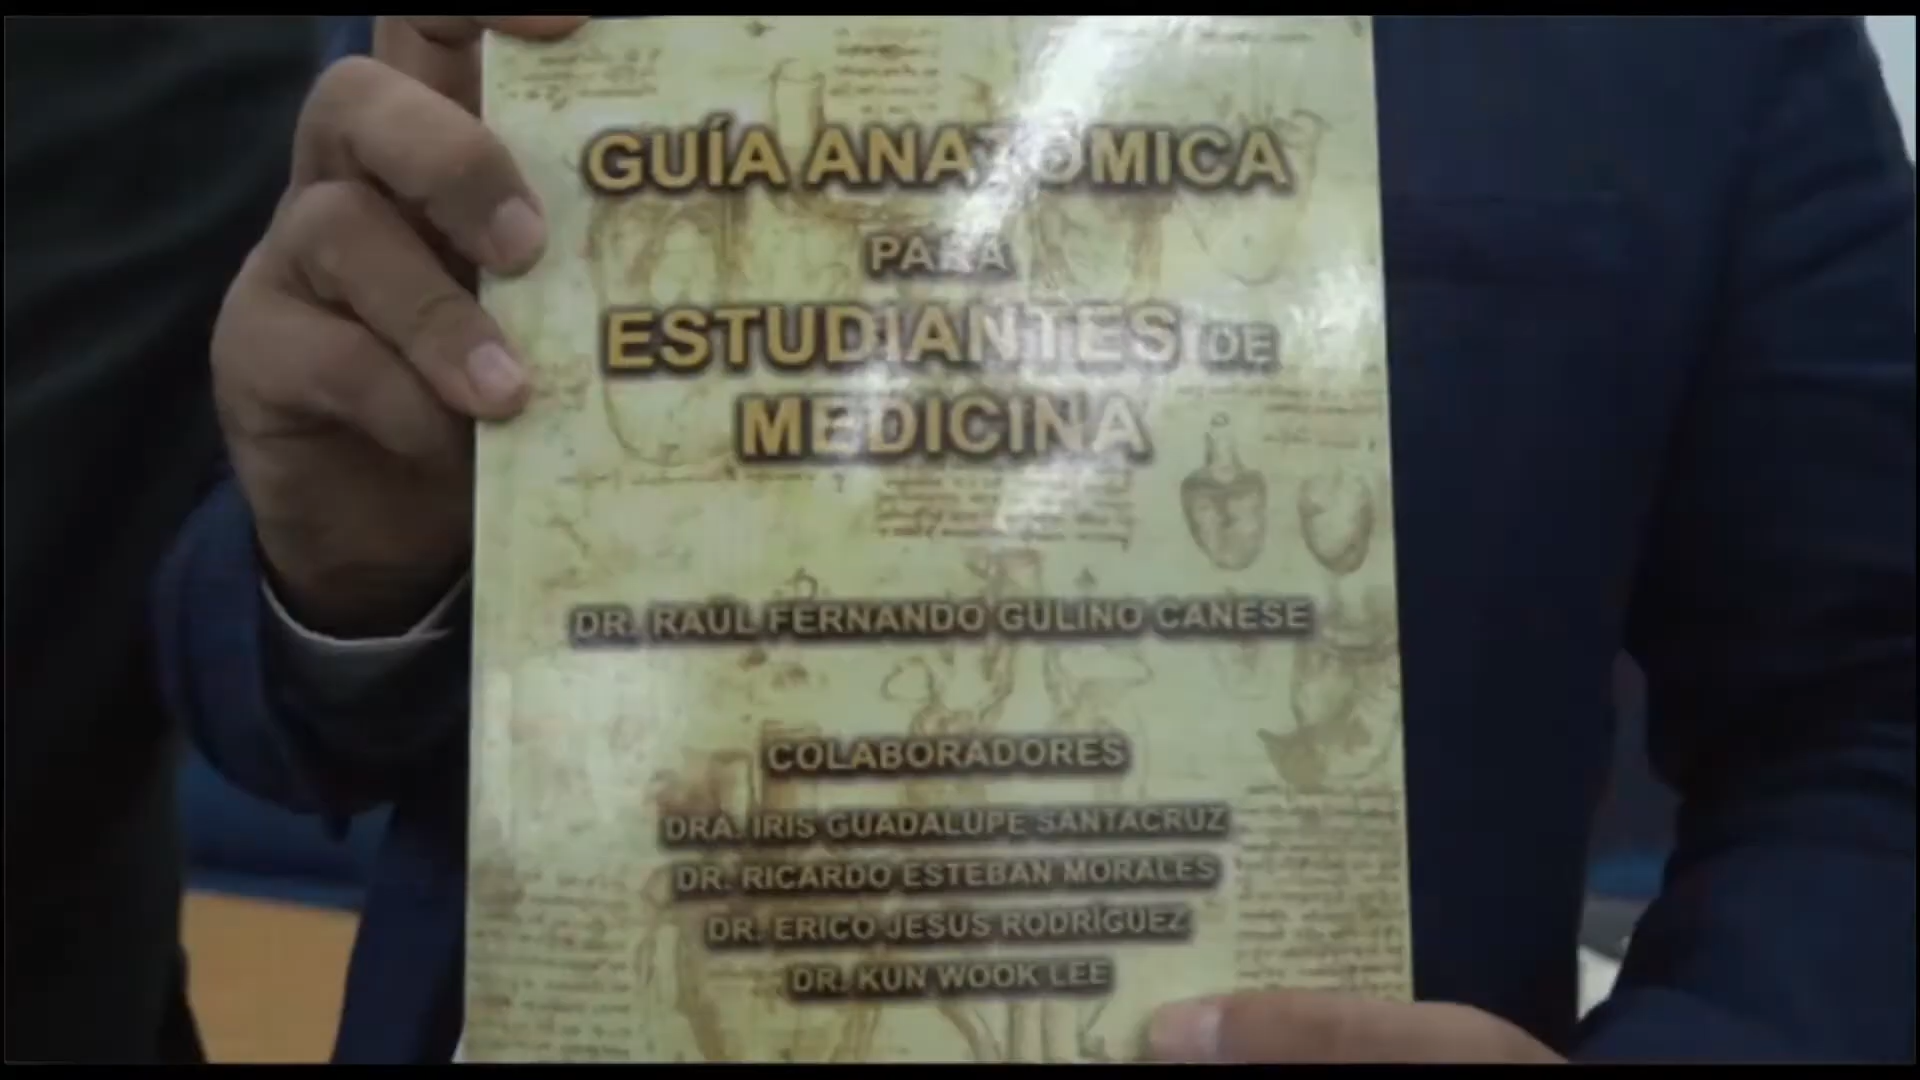 GUÍA ANATÓMICA
PARA
ESTUDIANTES DE
MEDICINA
DR. RAÚL FERNANDO GULINO CANESE
COLABORADORES
DRA. IRIS GUADALUPE SANTACRUZ
DR. RICARDO ESTEBAN MORALES
DR. ERICO JESÚS RODRÍGUEZ
DR. KUN WOOK LEE